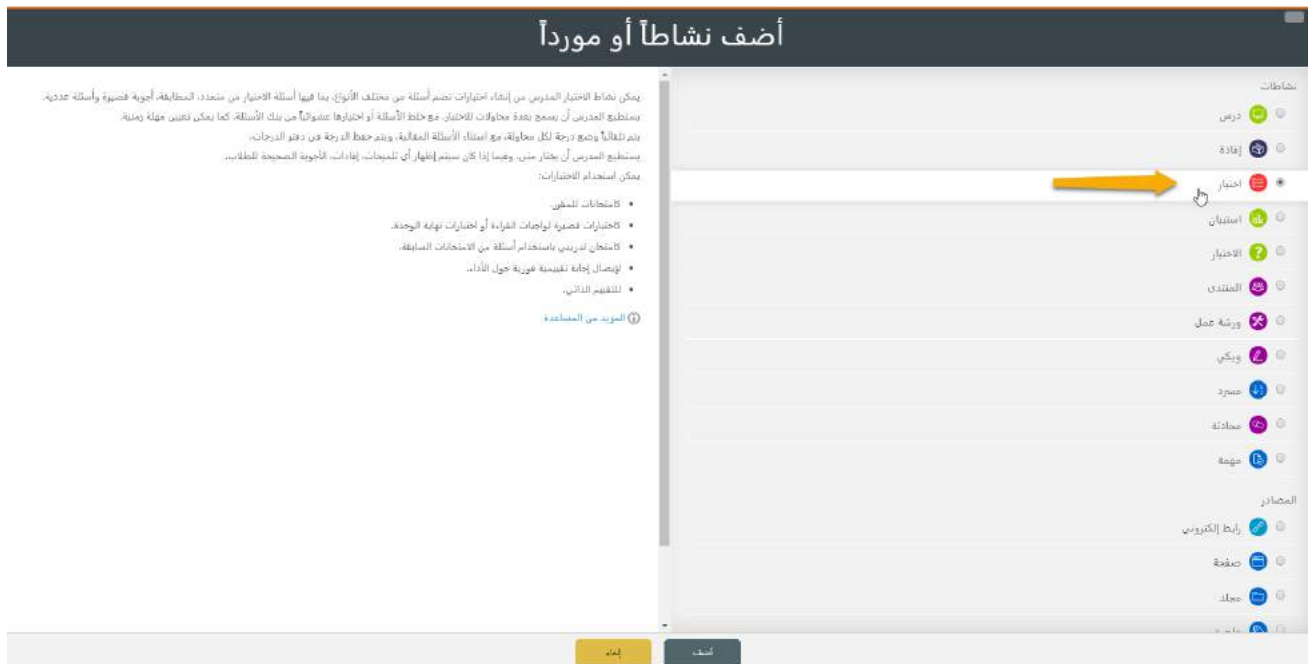 أضف نشاطاً أو مورداً
نشاطات
درس
إفادة
اختبار
استبيان
الاختيار
المنتدى
ورشة عمل
ويكي
مسرد
محادثة
مهمة
المصادر
رابط إلكتروني
صفحة
مجلد
يمكن نشاط الاختبار المدرس من إنشاء اختبارات تضم أسئلة من مختلف الأنواع، بما فيها أسئلة الاختيار من متعدد، المطابقة، أجوبة قصيرة وأسئلة عددية.
يستطيع المدرس أن يسمح بعدة محاولات للاختبار، مع خلط الأسئلة أو اختيارها عشوائياً من بنك الأسئلة، كما يمكن تعيين مهلة زمنية.
يتم تلقائياً وضع درجة لكل محاولة، مع استثناء الأسئلة المقالية، ويتم حفظ الدرجة في دفتر الدرجات.
يستطيع المدرس أن يختار متى، وفيما إذا كان سيتم إظهار أي تلميحات، إفادات، الأجوبة الصحيحة للطلاب.
يمكن استخدام الاختبارات:
كامتحانات للمقرر.
كاختبارات قصيرة لواجبات القراءة أو اختبارات نهاية الوحدة.
كامتحان تدريبي باستخدام أسئلة من الامتحانات السابقة.
لإيصال إجابة تقييمية فورية حول الأداء.
للتقييم الذاتي.
المزيد من المساعدة
أضف
إلغاء